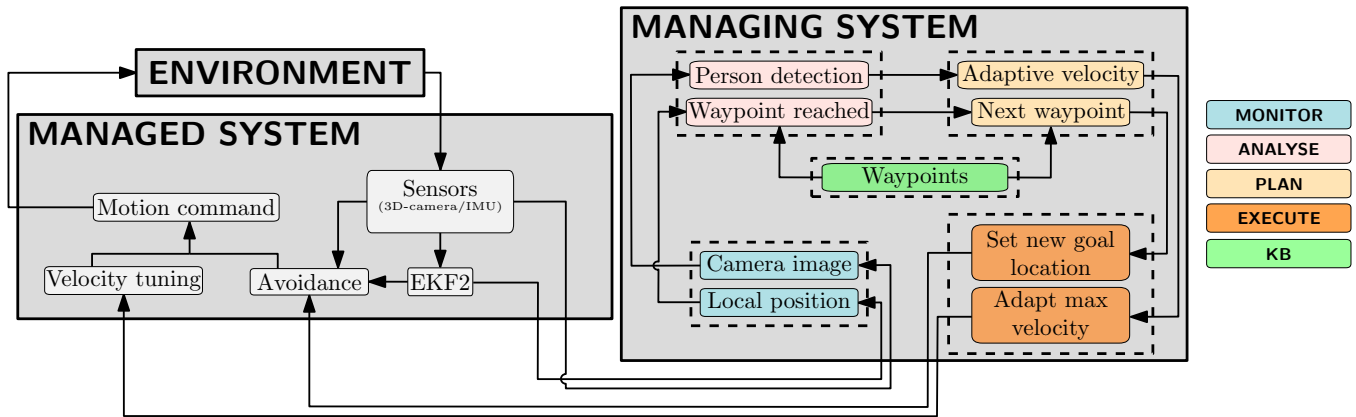 ENVIRONMENT
MANAGED SYSTEM
Sensors
(3D-camera/IMU)
Motion command
Velocity tuning
Avoidance
EKF2
MANAGING SYSTEM
Person detection
Adaptive velocity
Waypoint reached
Next waypoint
Waypoints
Camera image
Local position
Set new goal
location
Adapt max
velocity
MONITOR
ANALYSE
PLAN
EXECUTE
KB